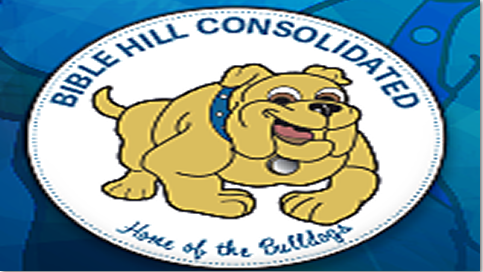 BIBLE HILL CONSOLIDATED
Home of the Bulldogs